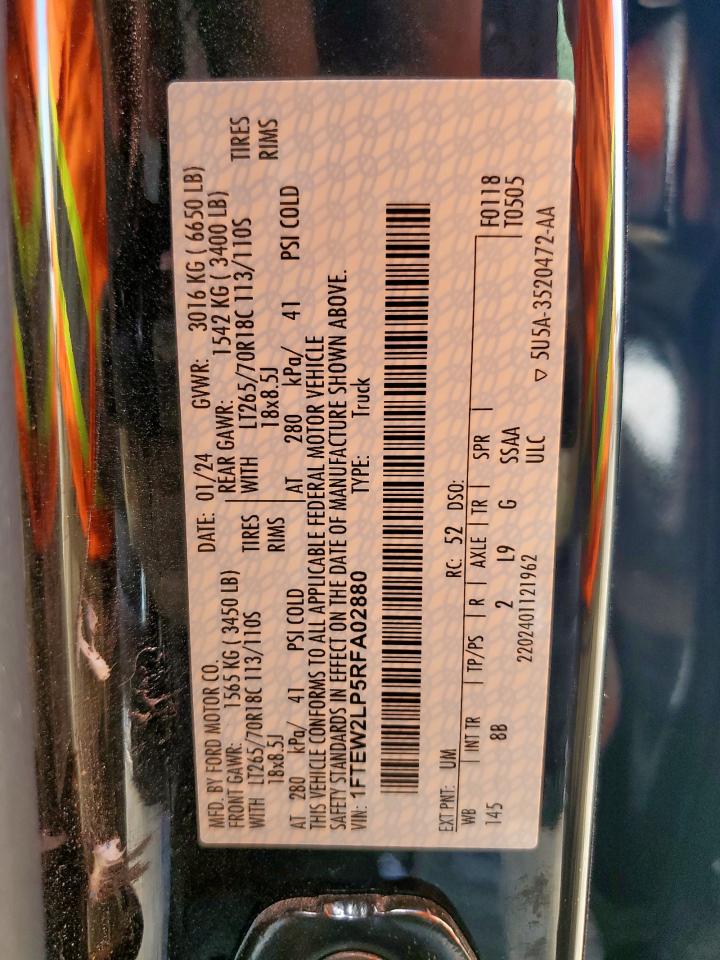 MFD. BY FORD MOTOR CO. DATE: 01/24 GVWR: 3016 KG ( 6650 LB)
FRONT GAWR: 1565 KG ( 3450 LB) REAR GAWR: 1542 KG ( 3400 LB)
WITH LT265/70R18C 113/110S TIRES WITH LT265/70R18C 113/110S TIRES
18x8.5J RIMS 18x8.5J RIMS
AT 280 kPa/ 41 PSI COLD AT 280 kPa/ 41 PSI COLD
THIS VEHICLE CONFORMS TO ALL APPLICABLE FEDERAL MOTOR VEHICLE
SAFETY STANDARDS IN EFFECT ON THE DATE OF MANUFACTURE SHOWN ABOVE.
VIN: 1FTEW2LP5RFA02880 TYPE: Truck
EXT PNT: UM RC: 52 DSO:
WB INT TR TP/PS R AXLE TR SPR F0118
145 8B 2 L9 G SSAA T0505
2202401121962 ULC ▽ 5U5A-3520472-AA